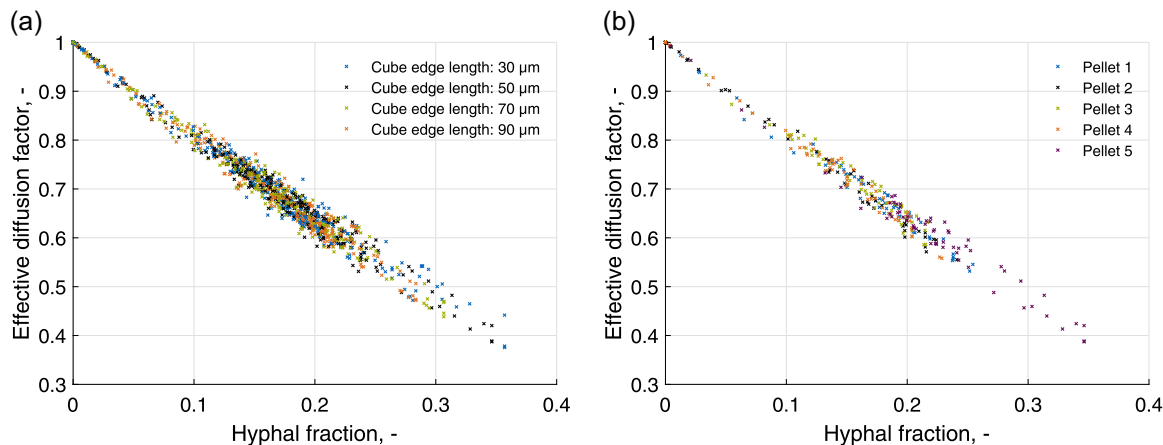 (a)
Effective diffusion factor, -
1
0.9
0.8
0.7
0.6
0.5
0.4
0.3
0
0.1
0.2
0.3
0.4
Hyphal fraction, -
Cube edge length: 30 µm
Cube edge length: 50 µm
Cube edge length: 70 µm
Cube edge length: 90 µm
(b)
Effective diffusion factor, -
1
0.9
0.8
0.7
0.6
0.5
0.4
0.3
0
0.1
0.2
0.3
0.4
Hyphal fraction, -
Pellet 1
Pellet 2
Pellet 3
Pellet 4
Pellet 5